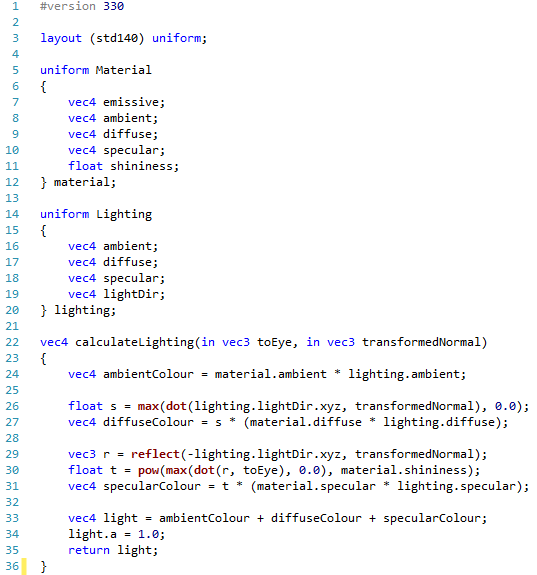 1 #version 330
2
3 layout (std140) uniform;
4
5 uniform Material
6 {
7     vec4 emissive;
8     vec4 ambient;
9     vec4 diffuse;
10     vec4 specular;
11     float shininess;
12 } material;
13
14 uniform Lighting
15 {
16     vec4 ambient;
17     vec4 diffuse;
18     vec4 specular;
19     vec4 lightDir;
20 } lighting;
21
22 vec4 calculateLighting(in vec3 toEye, in vec3 transformedNormal)
23 {
24     vec4 ambientColour = material.ambient * lighting.ambient;
25
26     float s = max(dot(lighting.lightDir.xyz, transformedNormal), 0.0);
27     vec4 diffuseColour = s * (material.diffuse * lighting.diffuse);
28
29     vec3 r = reflect(-lighting.lightDir.xyz, transformedNormal);
30     float t = pow(max(dot(r, toEye), 0.0), material.shininess);
31     vec4 specularColour = t * (material.specular * lighting.specular);
32
33     vec4 light = ambientColour + diffuseColour + specularColour;
34     light.a = 1.0;
35     return light;
36 }